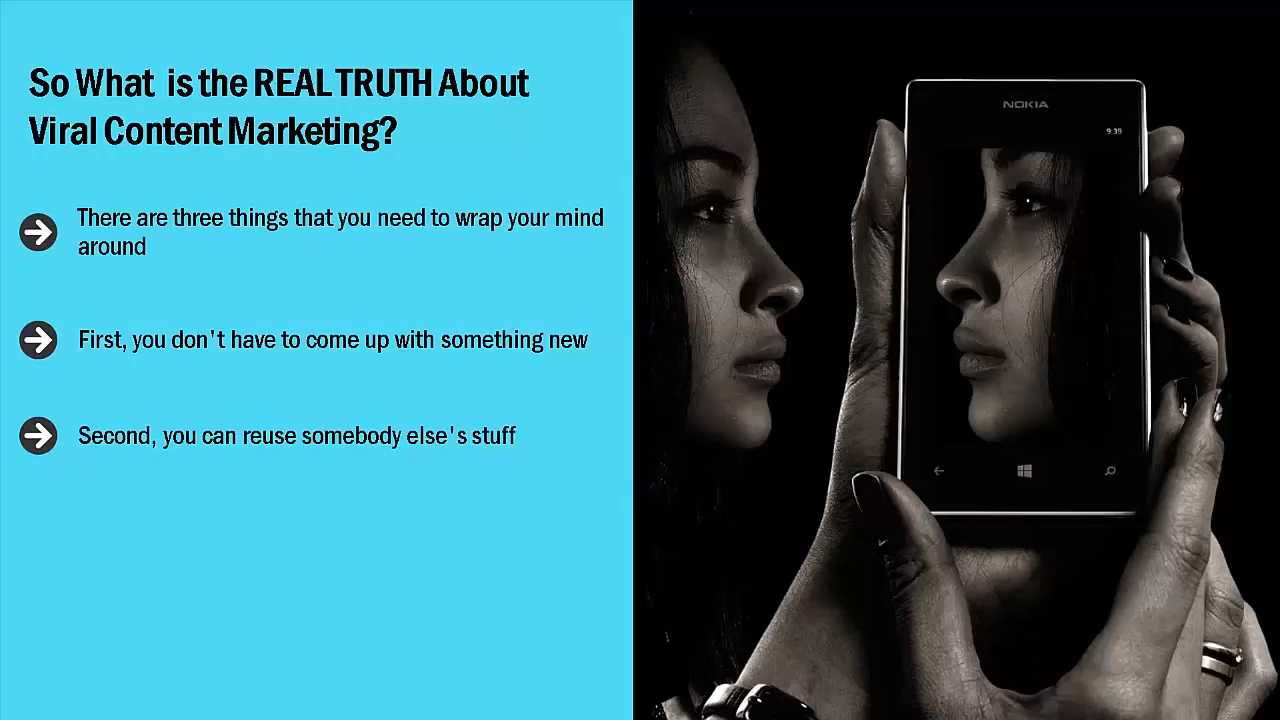 So What is the REAL TRUTH About
Viral Content Marketing?
There are three things that you need to wrap your mind
around
First, you don't have to come up with something new
Second, you can reuse somebody else's stuff
NOKIA
9:39